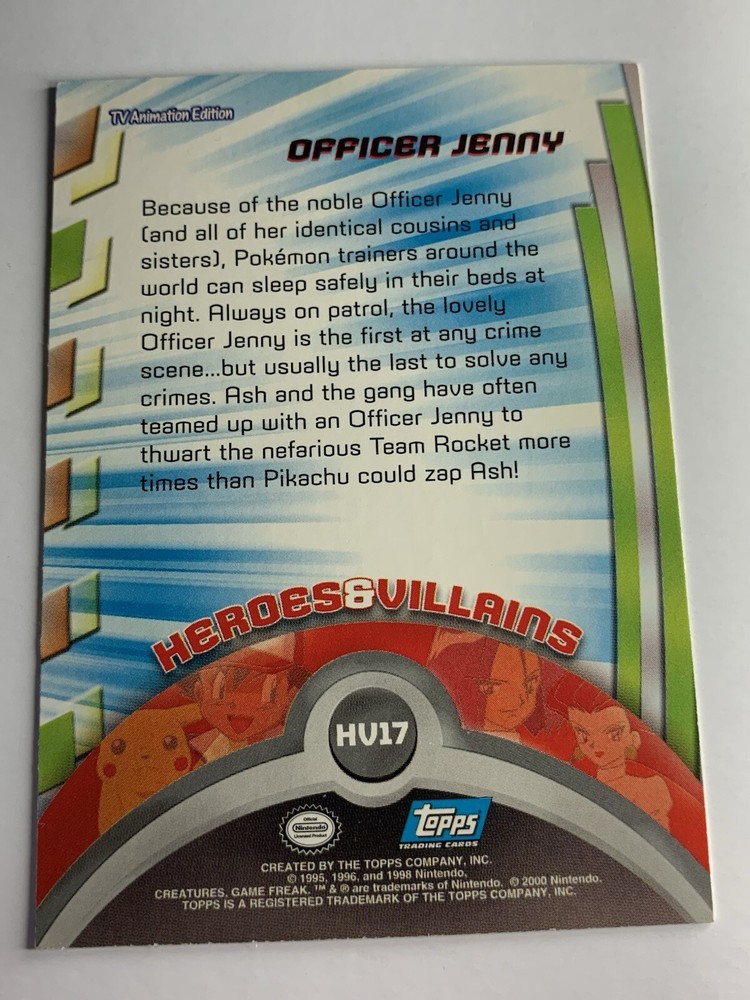 TV Animation Edition
OFFICER JENNY
Because of the noble Officer Jenny
(and all of her identical cousins and
sisters), Pokémon trainers around the
world can sleep safely in their beds at
night. Always on patrol, the lovely
Officer Jenny is the first at any crime
scene...but usually the last to solve any
crimes. Ash and the gang have often
teamed up with an Officer Jenny to
thwart the nefarious Team Rocket more
times than Pikachu could zap Ash!
HEROES&VILLAINS
HV17
Official
Nintendo
Licensed Product
Topps
TRADING CARDS
CREATED BY THE TOPPS COMPANY, INC.
© 1995, 1996, and 1998 Nintendo,
CREATURES, GAME FREAK. ™ & ® are trademarks of Nintendo. © 2000 Nintendo.
TOPPS IS A REGISTERED TRADEMARK OF THE TOPPS COMPANY, INC.